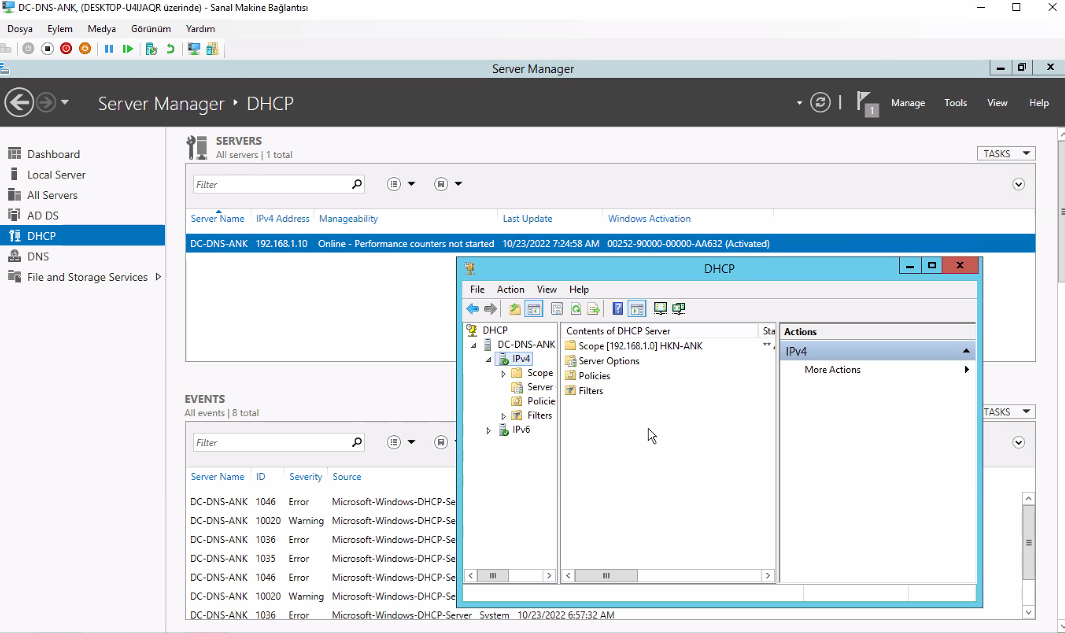 DC-DNS-ANK, (DESKTOP-U4IJAQR üzerinde) - Sanal Makine Bağlantısı
Dosya Eylem Medya Görünüm Yardım
Server Manager
Server Manager DHCP
1
Manage Tools View Help
Dashboard
Local Server
All Servers
AD DS
DHCP
DNS
File and Storage Services
SERVERS
All servers | 1 total
TASKS
Filter
Server Name IPv4 Address Manageability Last Update Windows Activation
DC-DNS-ANK 192.168.1.10 Online - Performance counters not started 10/23/2022 7:24:58 AM 00252-90000-00000-AA632 (Activated)
EVENTS
All events | 8 total
TASKS
Filter
Server Name ID Severity Source
DC-DNS-ANK 1046 Error Microsoft-Windows-DHCP-Se
DC-DNS-ANK 10020 Warning Microsoft-Windows-DHCP-Se
DC-DNS-ANK 1036 Error Microsoft-Windows-DHCP-Se
DC-DNS-ANK 1035 Error Microsoft-Windows-DHCP-Se
DC-DNS-ANK 1046 Error Microsoft-Windows-DHCP-Se
DC-DNS-ANK 10020 Warning Microsoft-Windows-DHCP-Se
DC-DNS-ANK 1036 Error Microsoft-Windows-DHCP-Server System 10/23/2022 6:57:32 AM
DHCP
File Action View Help
DHCP
DC-DNS-ANK
IPv4
Scope
Server
Policie
Filters
IPv6
Contents of DHCP Server Sta
Scope [192.168.1.0] HKN-ANK **
Server Options
Policies
Filters
Actions
IPv4
More Actions